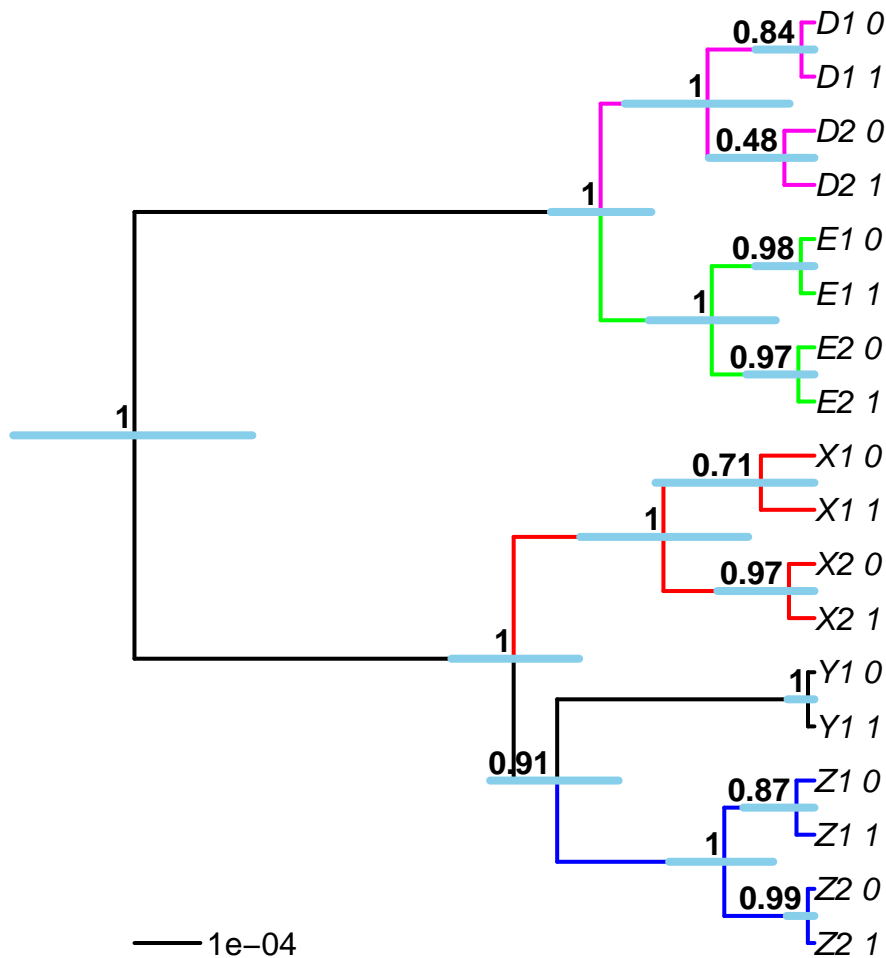 D1 0
0.84
D1 1
1
D2 0
0.48
D2 1
1
E1 0
0.98
E1 1
1
E2 0
0.97
E2 1
1
X1 0
0.71
X1 1
1
X2 0
0.97
X2 1
1
Y1 0
1
Y1 1
0.91
Z1 0
0.87
Z1 1
1
Z2 0
0.99
Z2 1
1e−04